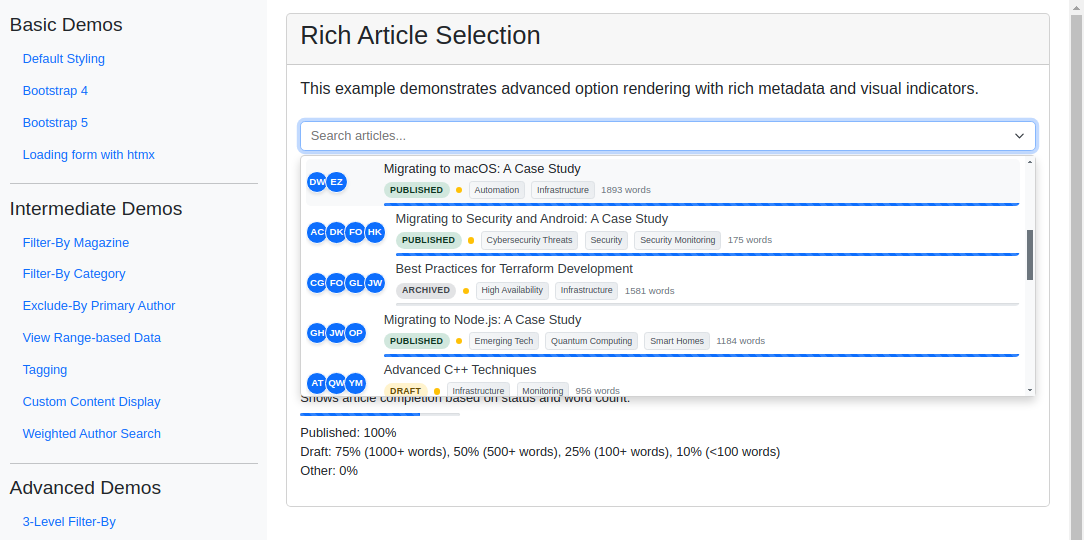 Basic Demos
Default Styling
Bootstrap 4
Bootstrap 5
Loading form with htmx
Intermediate Demos
Filter-By Magazine
Filter-By Category
Exclude-By Primary Author
View Range-based Data
Tagging
Custom Content Display
Weighted Author Search
Advanced Demos
3-Level Filter-By
Rich Article Selection
This example demonstrates advanced option rendering with rich metadata and visual indicators.
Search articles...
DW EZ
Migrating to macOS: A Case Study
PUBLISHED Automation Infrastructure 1893 words
AC DK FO HK
Migrating to Security and Android: A Case Study
PUBLISHED Cybersecurity Threats Security Security Monitoring 175 words
CG FO GL JW
Best Practices for Terraform Development
ARCHIVED High Availability Infrastructure 1581 words
GH JW OP
Migrating to Node.js: A Case Study
PUBLISHED Emerging Tech Quantum Computing Smart Homes 1184 words
AT QW YM
Advanced C++ Techniques
DRAFT Infrastructure Monitoring 956 words
Shows article completion based on status and word count:
Published: 100%
Draft: 75% (1000+ words), 50% (500+ words), 25% (100+ words), 10% (<100 words)
Other: 0%